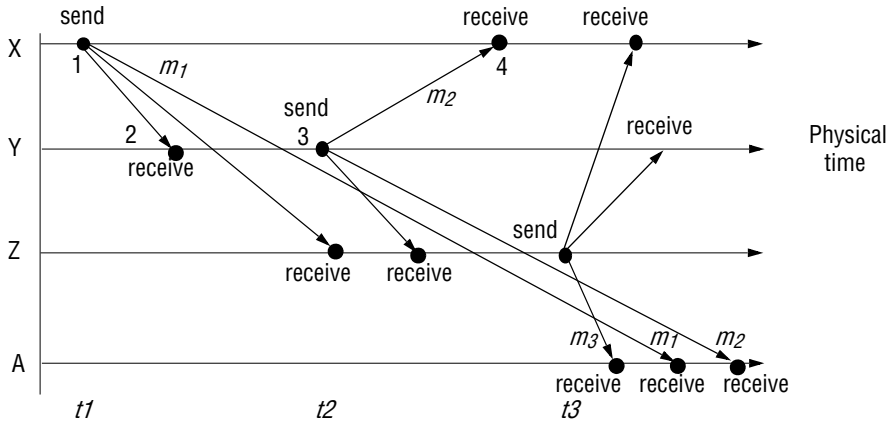 send
receive
receive
X
1
m1
4
m2
send
3
2
receive
Y
receive
Physical
time
send
Z
receive
receive
m3
m1
m2
A
receive
receive
receive
t1
t2
t3